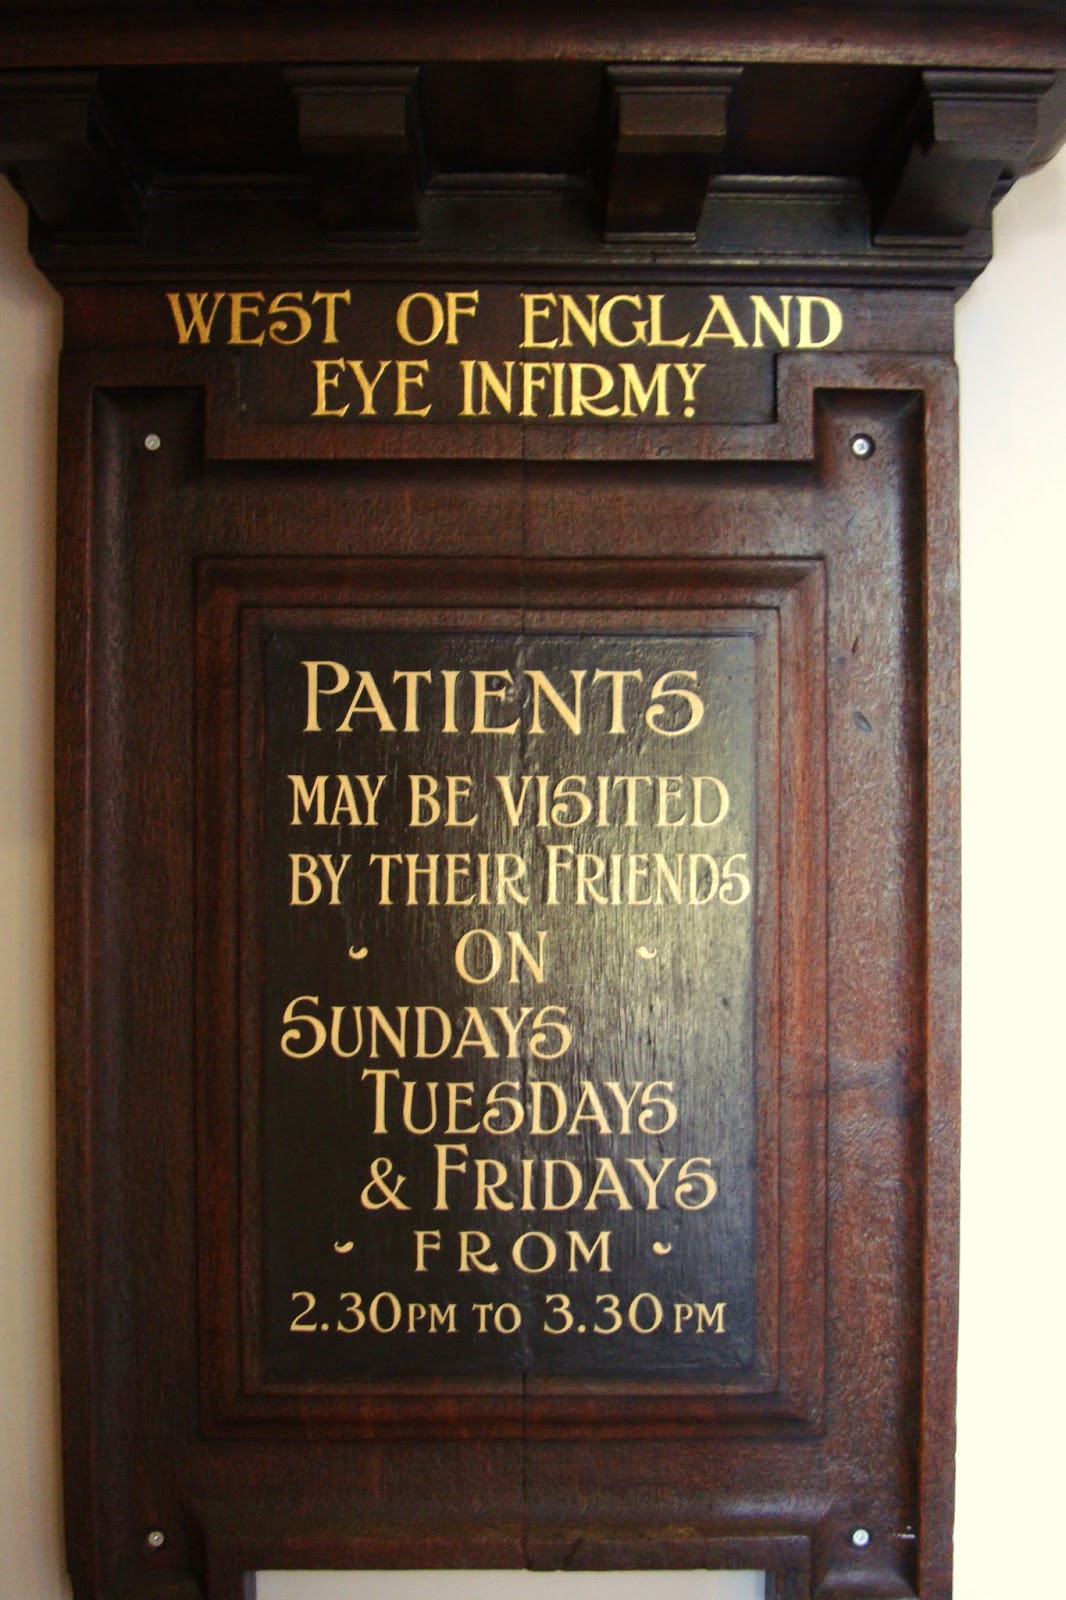 WEST OF ENGLAND
EYE INFIRMY
PATIENTS
MAY BE VISITED
BY THEIR FRIENDS
ON
SUNDAYS
TUESDAYS
& FRIDAYS
FROM
2.30PM TO 3.30PM